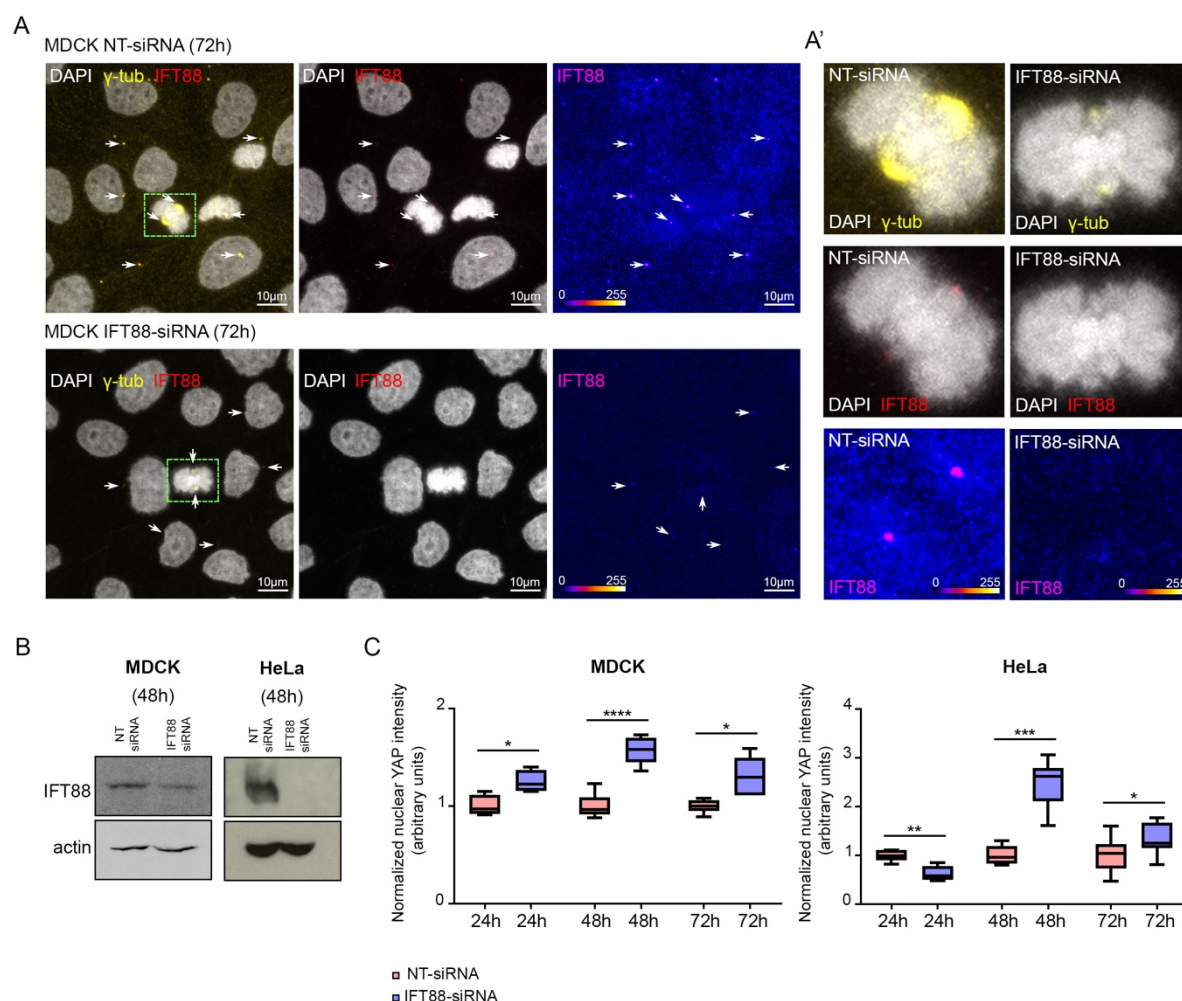 A
MDCK NT-siRNA (72h)
DAPI γ-tub IFT88
IFT88
IFT88
10µm
10µm
0 255
10µm
MDCK IFT88-siRNA (72h)
DAPI γ-tub IFT88
DAPI IFT88
IFT88
10µm
10µm
0 255
10µm
A'
NT-siRNA
IFT88-siRNA
DAPI γ-tub
DAPI γ-tub
NT-siRNA
IFT88-siRNA
DAPI IFT88
DAPI IFT88
NT-siRNA
IFT88-siRNA
0 255
0 255
IFT88
IFT88
B
MDCK
(48h)
HeLa
(48h)
NT
siRNA
IFT88
siRNA
NT
siRNA
IFT88
siRNA
IFT88
actin
C
MDCK
Normalized nuclear YAP intensity
(arbitrary units)
2
1
0
*
****
*
24h 24h 48h 48h 72h 72h
HeLa
Normalized nuclear YAP intensity
(arbitrary units)
4
3
2
1
0
**
***
*
24h 24h 48h 48h 72h 72h
NT-siRNA
IFT88-siRNA